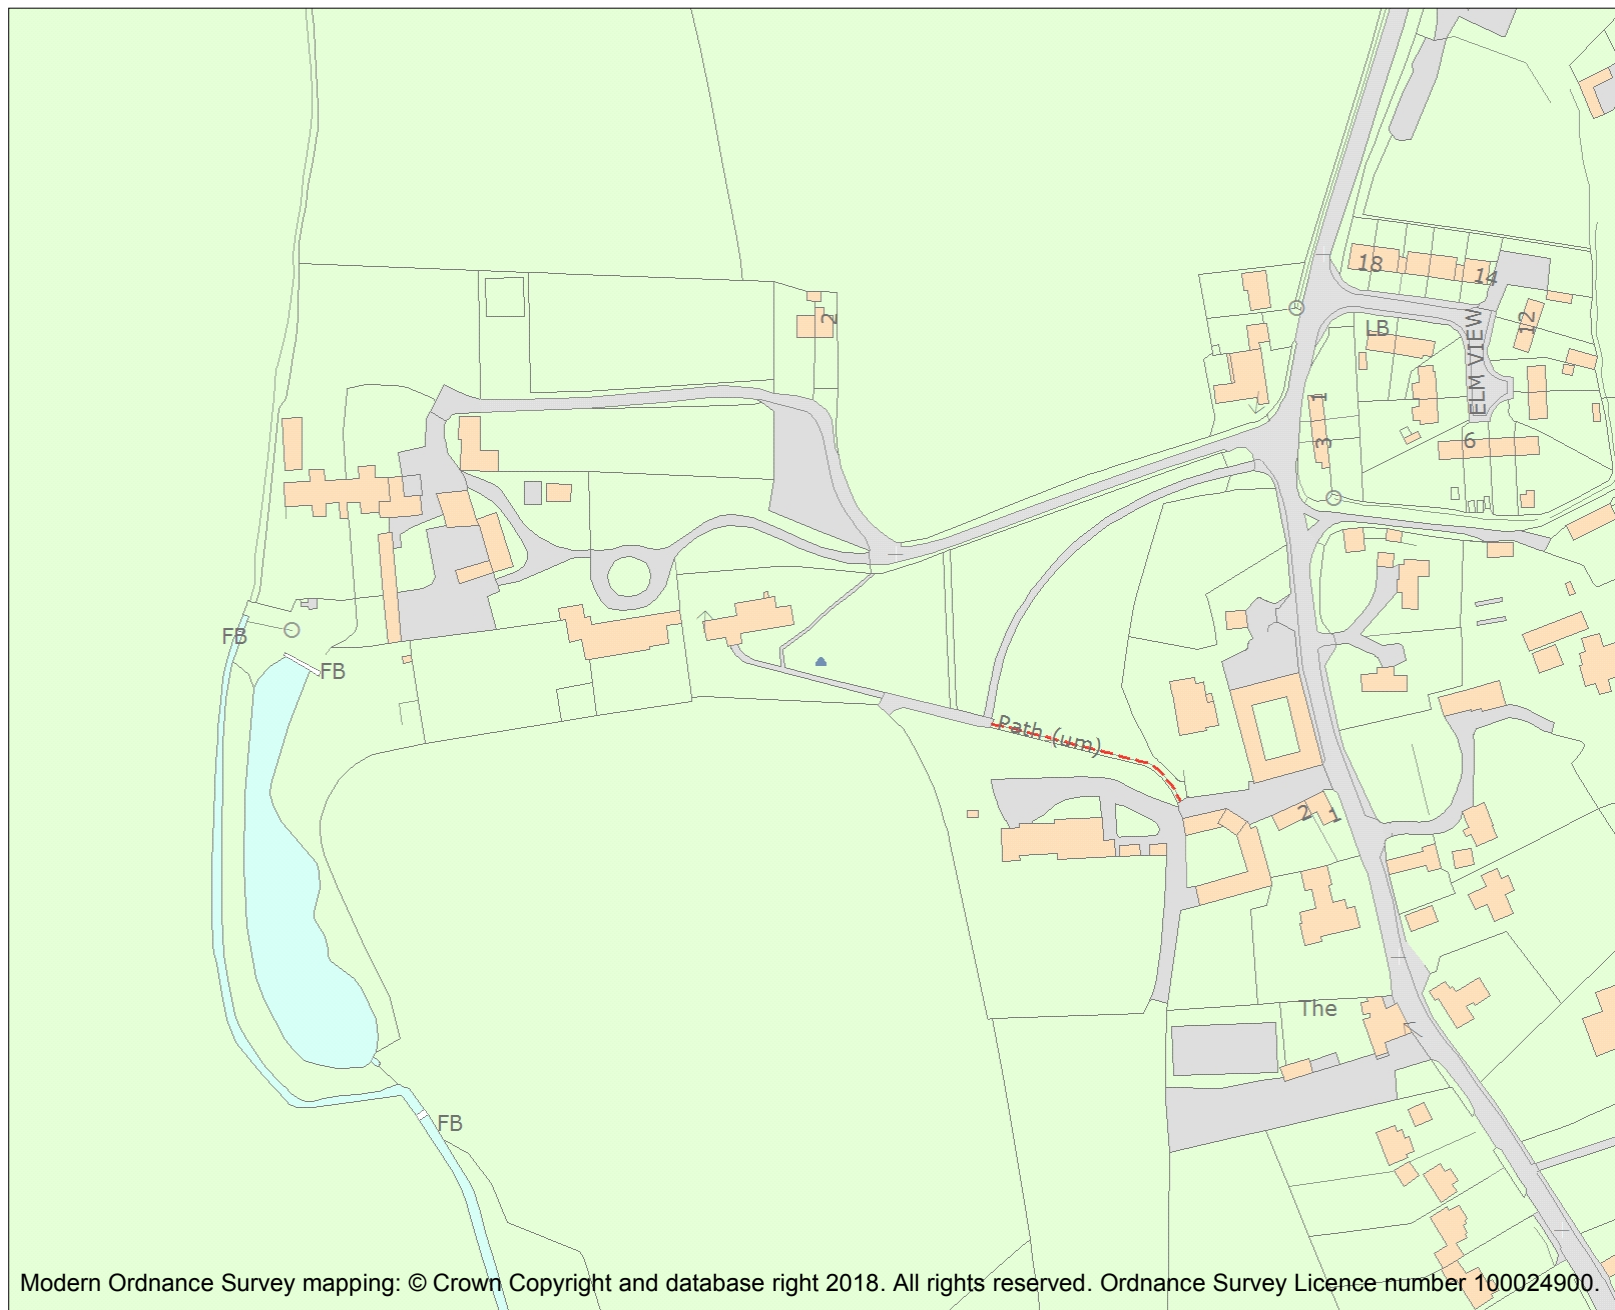 18
14
2
LB
12
ELM VIEW
1
3
6
FB
FB
Path (um)
2
1
The
FB
Modern Ordnance Survey mapping: © Crown Copyright and database right 2018. All rights reserved. Ordnance Survey Licence number 100024900.